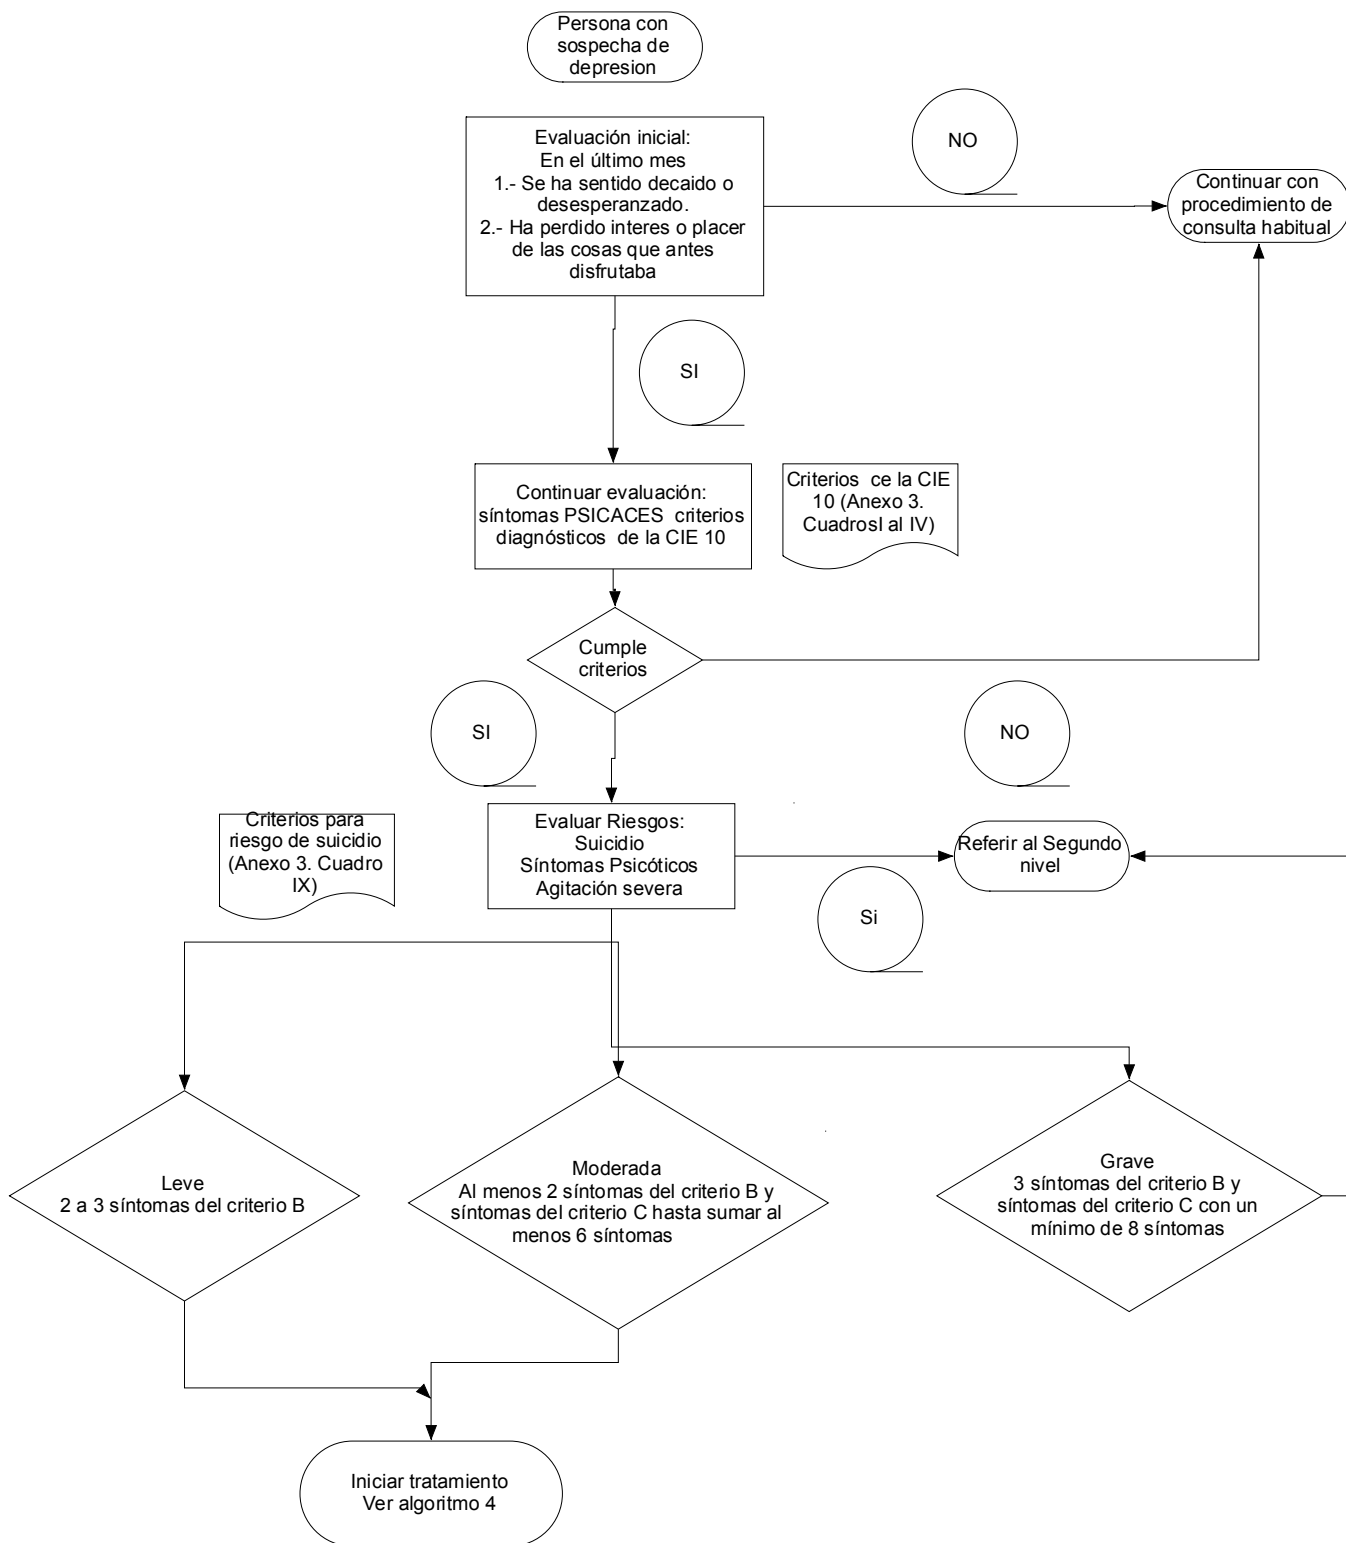 Persona con
sospecha de
depresion
Evaluación inicial:
En el último mes
1.- Se ha sentido decaido o
desesperanzado.
2.- Ha perdido interes o placer
de las cosas que antes
disfrutaba
NO
Continuar con
procedimiento de
consulta habitual
SI
Continuar evaluación:
síntomas PSICACES criterios
diagnósticos de la CIE 10
Criterios ce la CIE
10 (Anexo 3.
CuadrosI al IV)
Cumple
criterios
SI
NO
Criterios para
riesgo de suicidio
(Anexo 3. Cuadro
IX)
Evaluar Riesgos:
Suicidio
Síntomas Psicóticos
Agitación severa
Referir al Segundo
nivel
Si
Leve
2 a 3 síntomas del criterio B
Moderada
Al menos 2 síntomas del criterio B y
síntomas del criterio C hasta sumar al
menos 6 síntomas
Grave
3 síntomas del criterio B y
síntomas del criterio C con un
mínimo de 8 síntomas
Iniciar tratamiento
Ver algoritmo 4